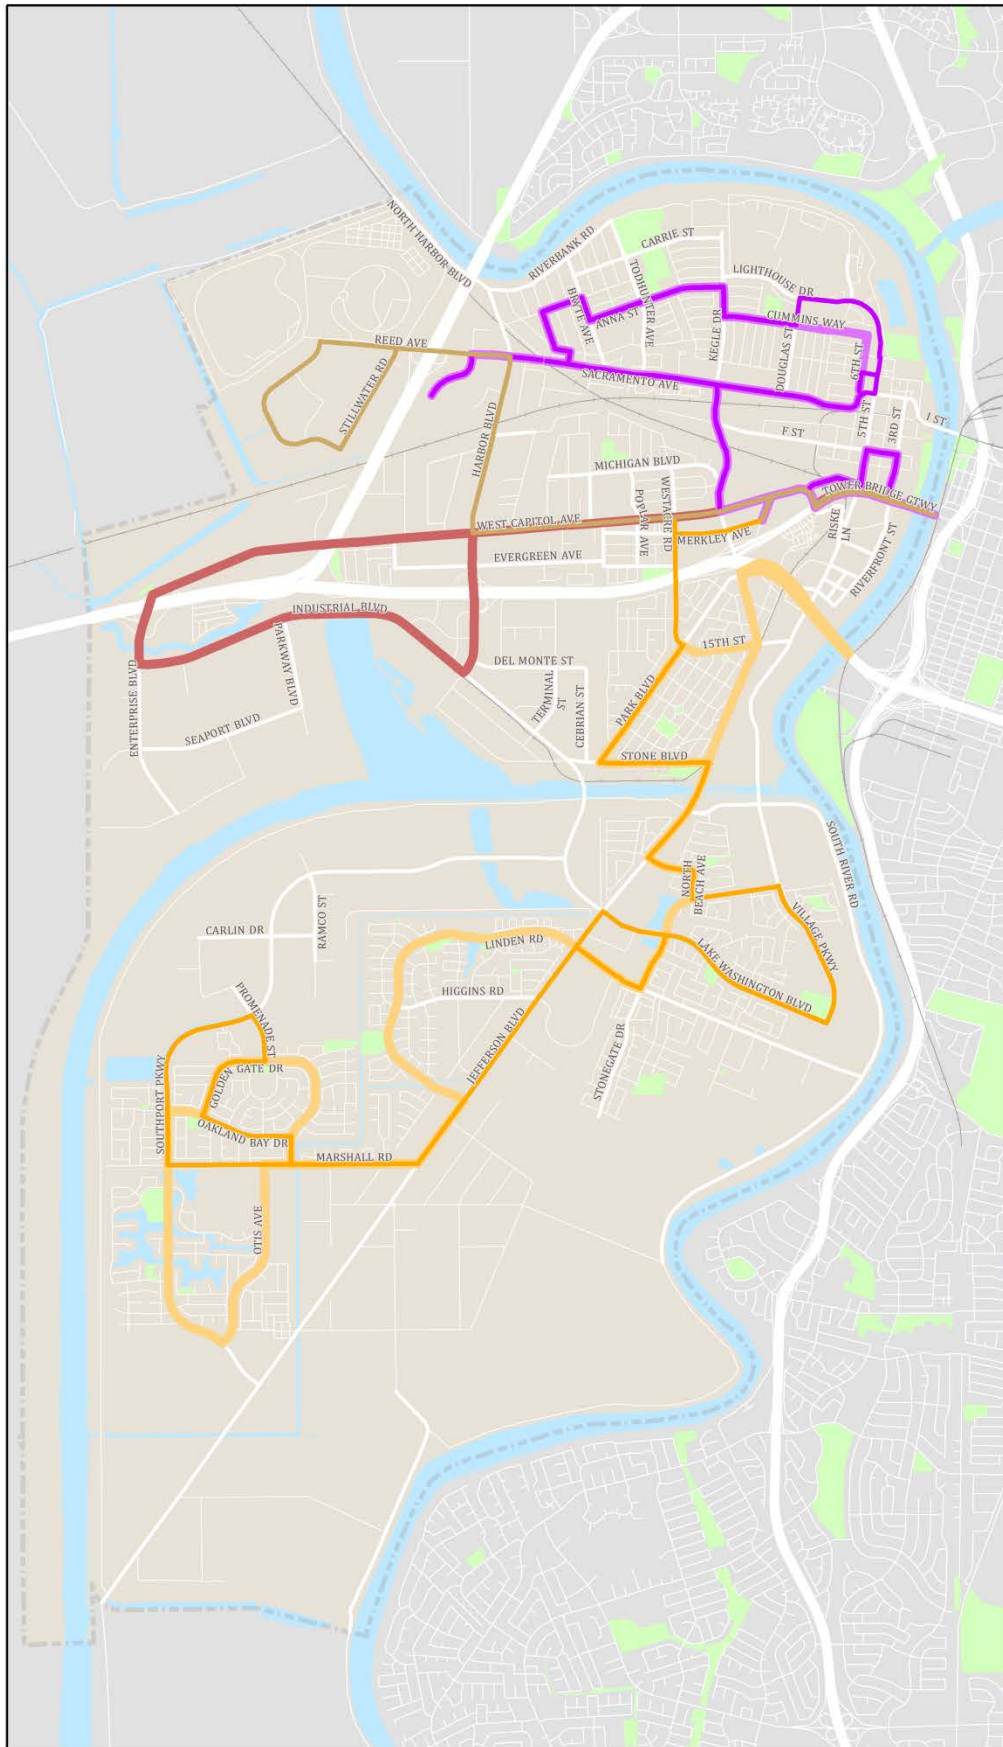 NORTH HARBOR BLVD
RIVERBANK RD
CARRIE ST
TODHUNTER AVE
LIGHTHOUSE DR
BRYTE AVE
ANNA ST
KEGLE DR
CUMMINS WAY
DOUGLAS ST
6TH ST
REED AVE
STILLWATER RD
SACRAMENTO AVE
HARBOR BLVD
5TH ST
3RD ST
I ST
F ST
MICHIGAN BLVD
WESTACRE RD
POPLAR AVE
TOWER BRIDGE GTWY
WEST CAPITOL AVE
MERKLEY AVE
RISKE
LN
EVERGREEN AVE
RIVERFRONT ST
INDUSTRIAL BLVD
PARKWAY BLVD
15TH ST
ENTERPRISE BLVD
DEL MONTE ST
TERMINAL
ST
CEBRIAN ST
PARK BLVD
SEAPORT BLVD
STONE BLVD
SOUTH RIVER RD
NORTH
BEACH AVE
VILLAGE PKWY
CARLIN DR
RAMCO ST
LINDEN RD
LAKE WASHINGTON BLVD
HIGGINS RD
PROMENADE ST
JEFFERSON BLVD
STONEGATE DR
SOUTHPORT PKWY
GOLDEN
GATE DR
OAKLAND BAY DR
MARSHALL RD
OTIS AVE